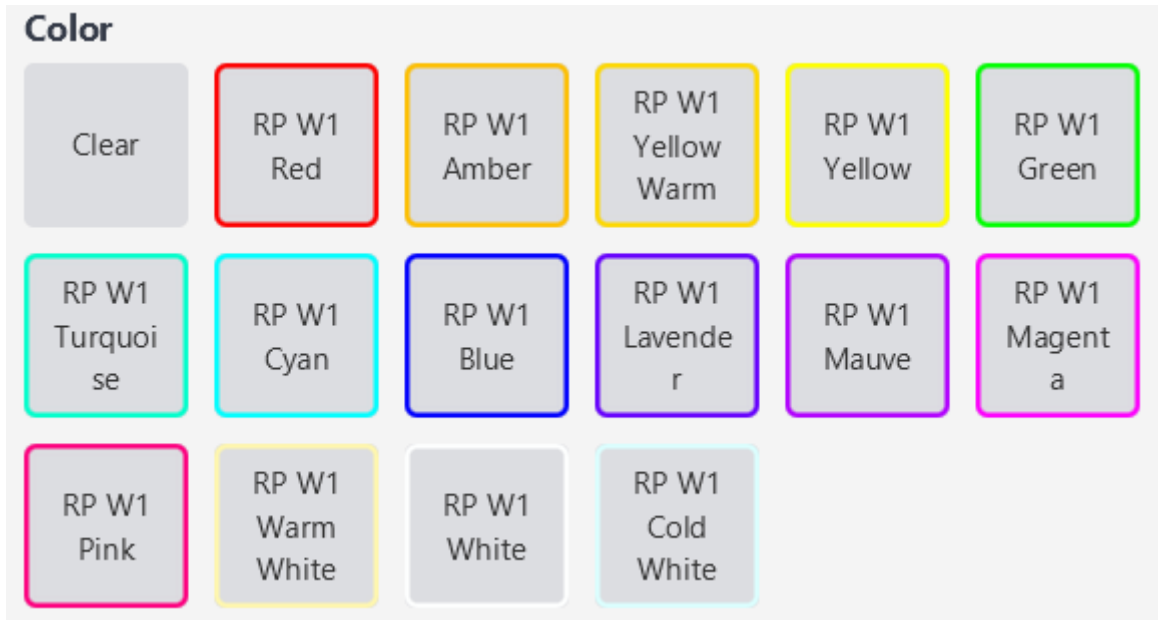 Color
Clear
RP W1
Red
RP W1
Amber
RP W1
Yellow
Warm
RP W1
Yellow
RP W1
Green
RP W1
Turquoi
se
RP W1
Cyan
RP W1
Blue
RP W1
Lavende
r
RP W1
Mauve
RP W1
Magent
a
RP W1
Pink
RP W1
Warm
White
RP W1
White
RP W1
Cold
White